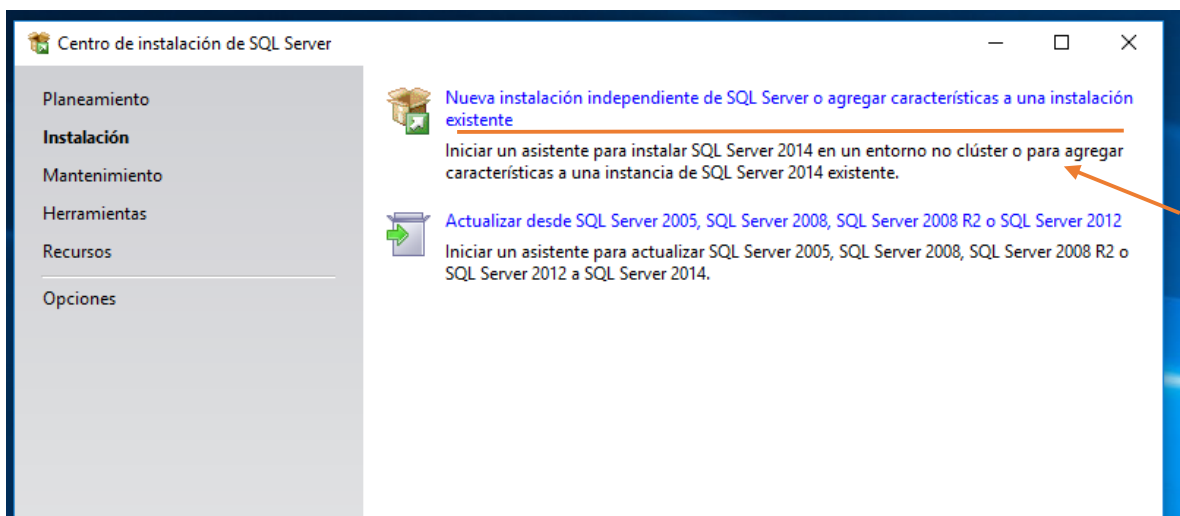 Centro de instalación de SQL Server
Planeamiento
Instalación
Mantenimiento
Herramientas
Recursos
Opciones
Nueva instalación independiente de SQL Server o agregar características a una instalación
existente
Iniciar un asistente para instalar SQL Server 2014 en un entorno no clúster o para agregar
características a una instancia de SQL Server 2014 existente.
Actualizar desde SQL Server 2005, SQL Server 2008, SQL Server 2008 R2 o SQL Server 2012
Iniciar un asistente para actualizar SQL Server 2005, SQL Server 2008, SQL Server 2008 R2 o
SQL Server 2012 a SQL Server 2014.